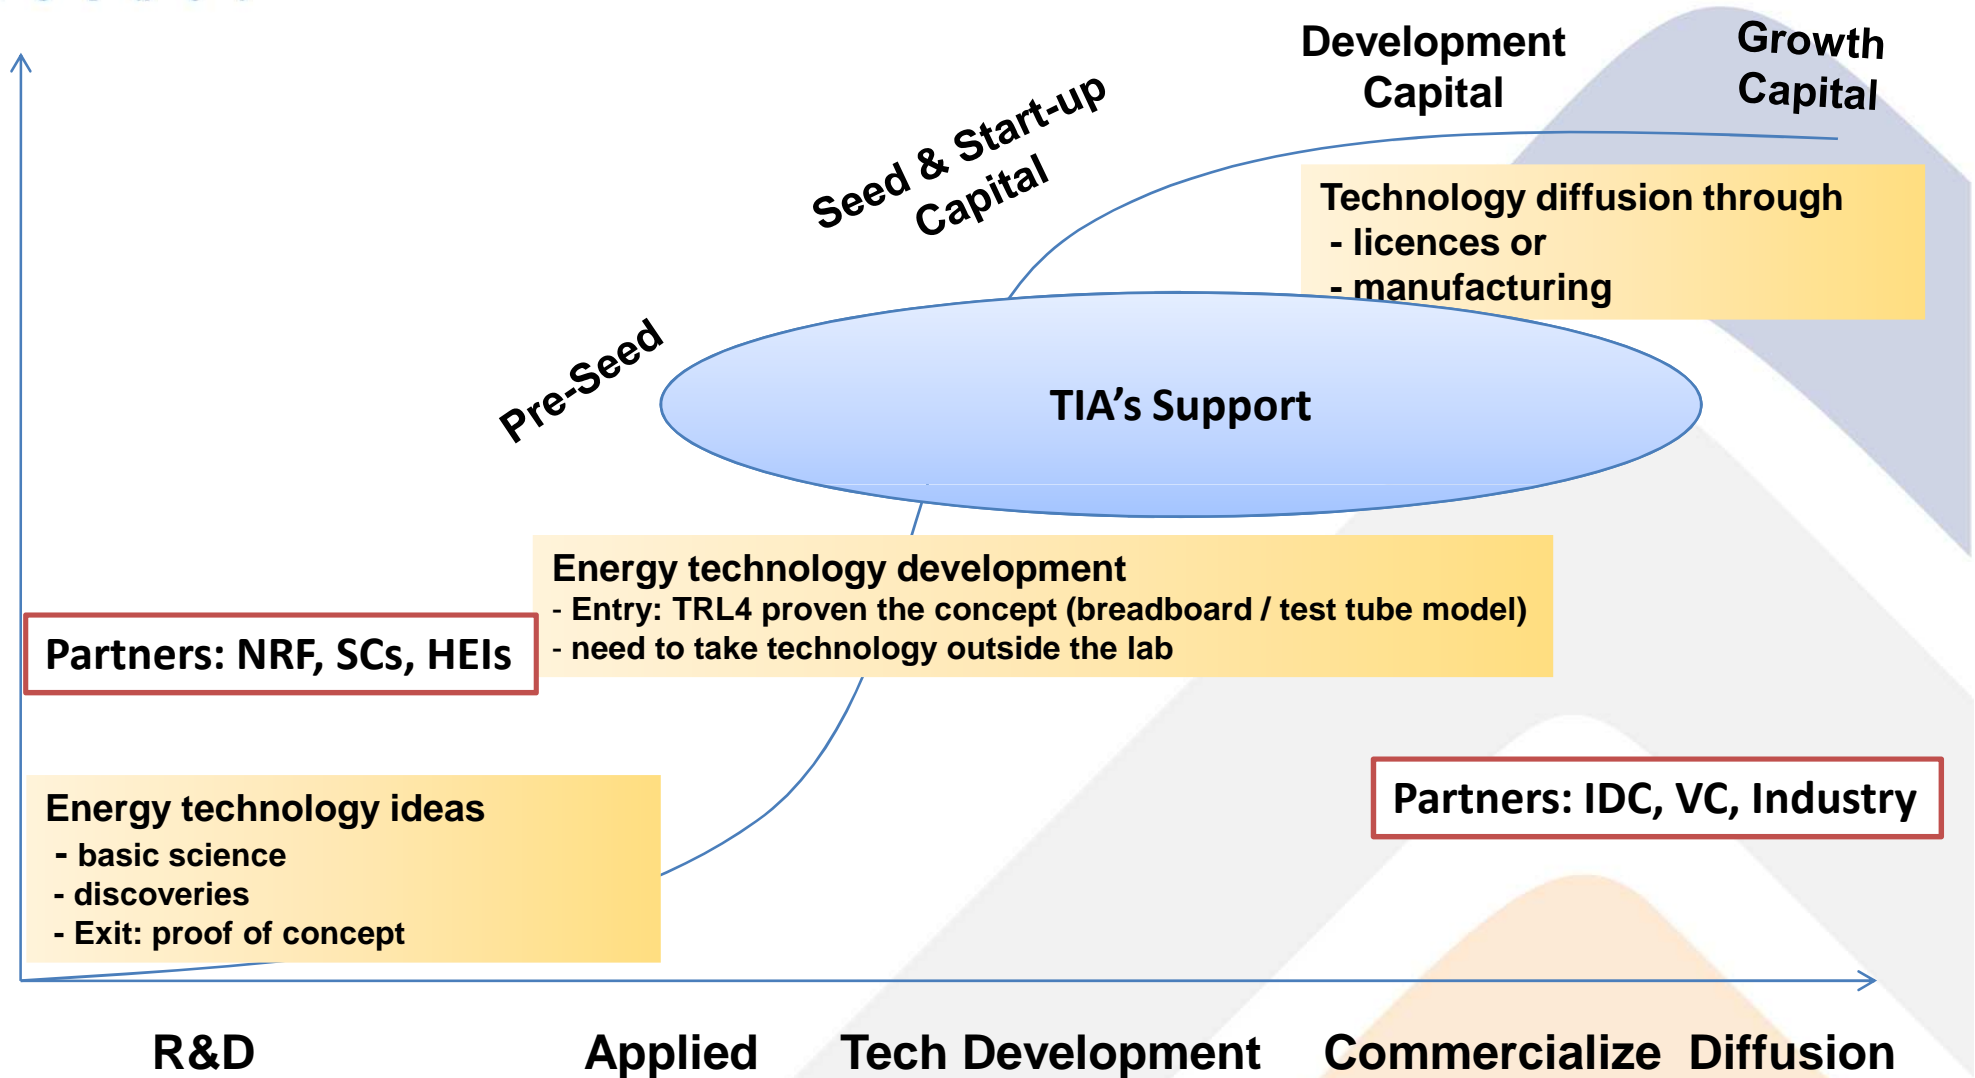 Development
Capital
Growth
Capital
Seed & Start-up
Capital
Technology diffusion through
- licences or
- manufacturing
Pre-Seed
TIA’s Support
Energy technology development
- Entry: TRL4 proven the concept (breadboard / test tube model)
- need to take technology outside the lab
Partners: NRF, SCs, HEIs
Partners: IDC, VC, Industry
Energy technology ideas
- basic science
- discoveries
- Exit: proof of concept
R&D Applied Tech Development Commercialize Diffusion